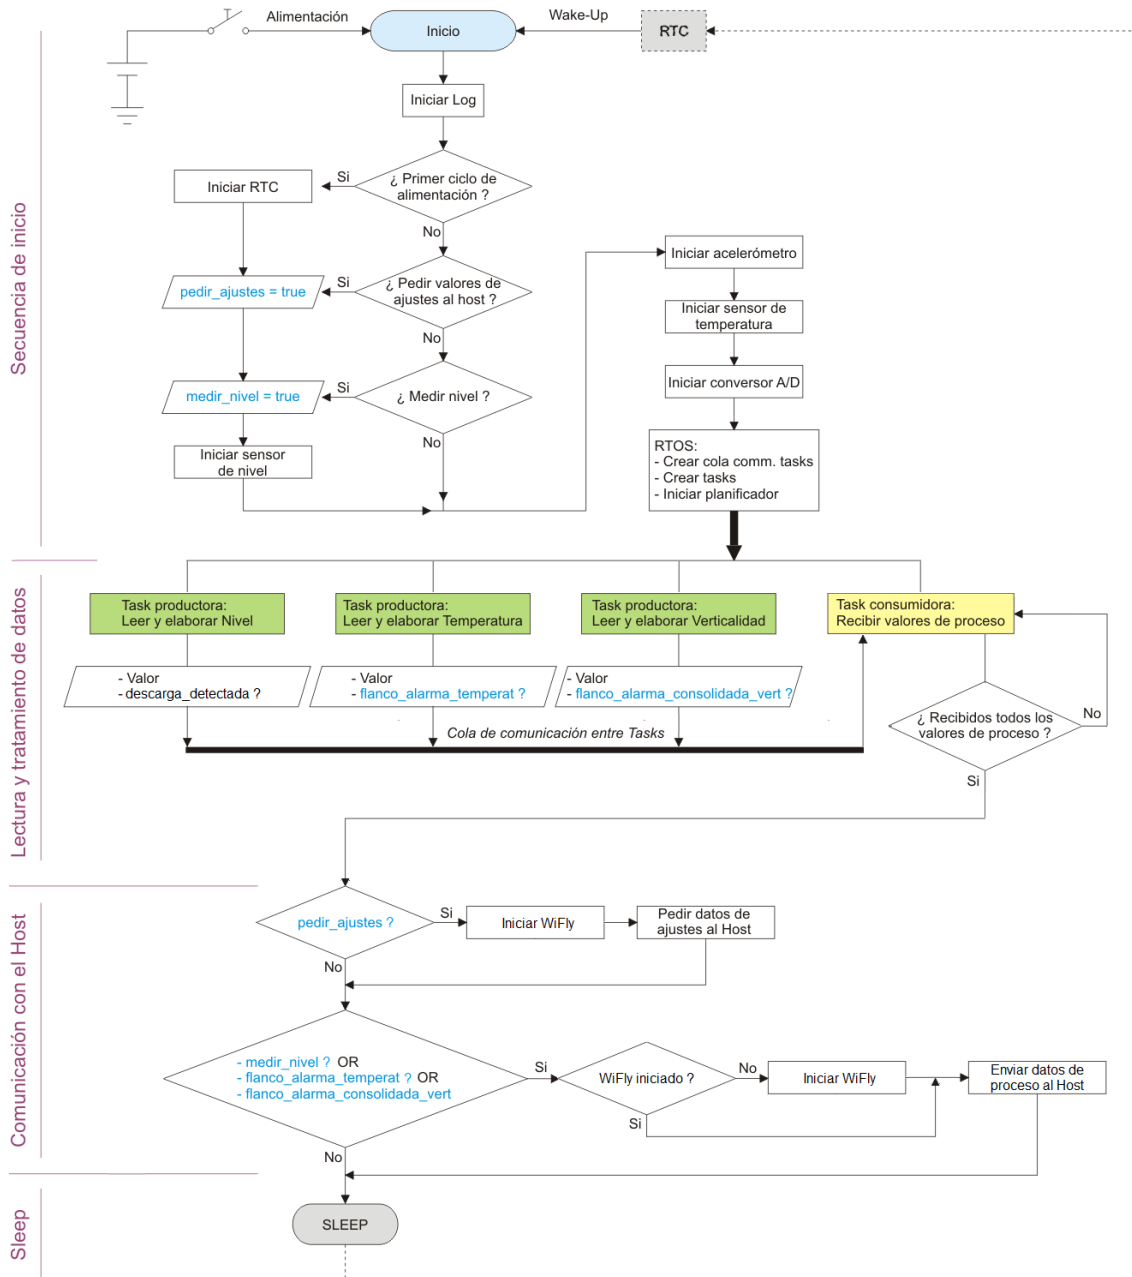 Alimentación
Wake-Up
Inicio
RTC
Iniciar Log
Secuencia de inicio
¿ Primer ciclo de
alimentación ?
Si
Iniciar RTC
No
¿ Pedir valores de
ajustes al host ?
Si
pedir_ajustes = true
No
¿ Medir nivel ?
Si
medir_nivel = true
No
Iniciar sensor
de nivel
Iniciar acelerómetro
Iniciar sensor de
temperatura
Iniciar conversor A/D
RTOS:
- Crear cola comm. tasks
- Crear tasks
- Iniciar planificador
Lectura y tratamiento de datos
Task productora:
Leer y elaborar Nivel
Task productora:
Leer y elaborar Temperatura
Task productora:
Leer y elaborar Verticalidad
Task consumidora:
Recibir valores de proceso
- Valor
- descarga_detectada ?
- Valor
- flanco_alarma_temperat ?
- Valor
- flanco_alarma_consolidada_vert ?
Cola de comunicación entre Tasks
¿ Recibidos todos los
valores de proceso ?
No
Si
Comunicación con el Host
pedir_ajustes ?
Si
Iniciar WiFly
Pedir datos de
ajustes al Host
No
- medir_nivel ? OR
- flanco_alarma_temperat ? OR
- flanco_alarma_consolidada_vert
Si
WiFly iniciado ?
No
Iniciar WiFly
Enviar datos de
proceso al Host
Si
No
Sleep
SLEEP